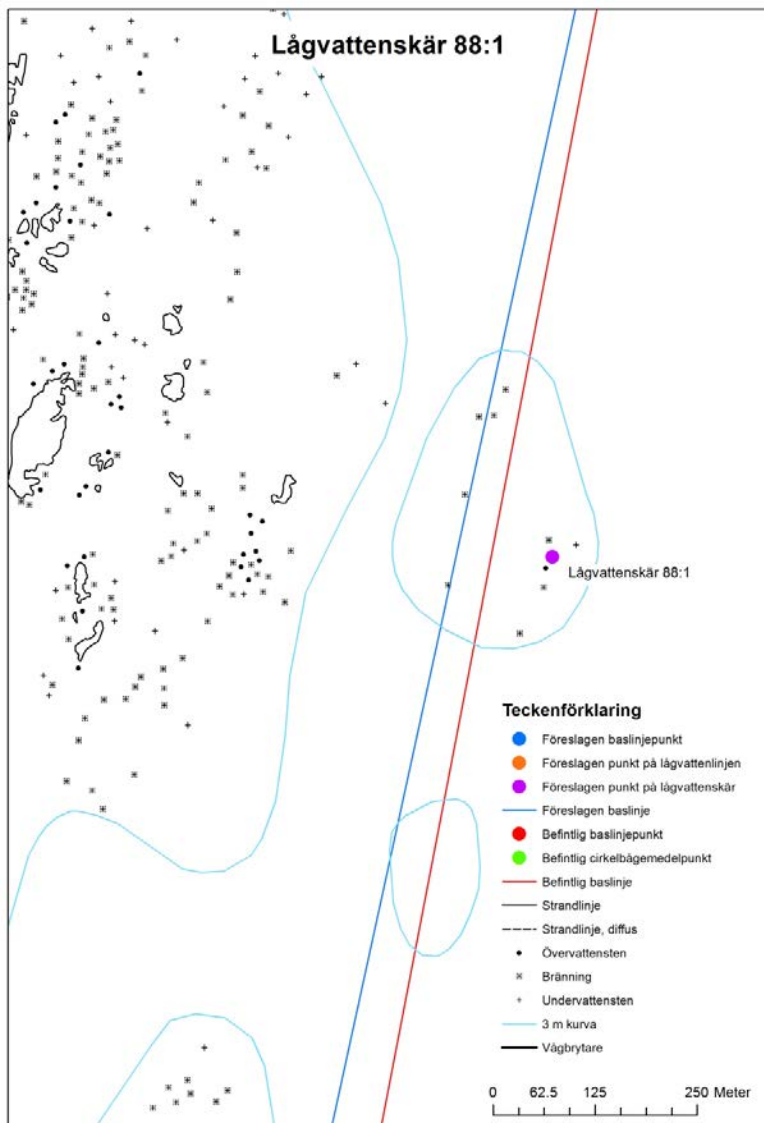 Lågvattenskär 88:1
Lågvattenskär 88:1
Teckenförklaring
Föreslagen baslinjepunkt
Föreslagen punkt på lågvattenlinjen
Föreslagen punkt på lågvattenskär
Föreslagen baslinje
Befintlig baslinjepunkt
Befintlig cirkelbågemedelpunkt
Befintlig baslinje
Strandlinje
Strandlinje, diffus
Övervattensten
Bränning
Undervattensten
3 m kurva
Vågbrytare
0 62.5 125 250 Meter